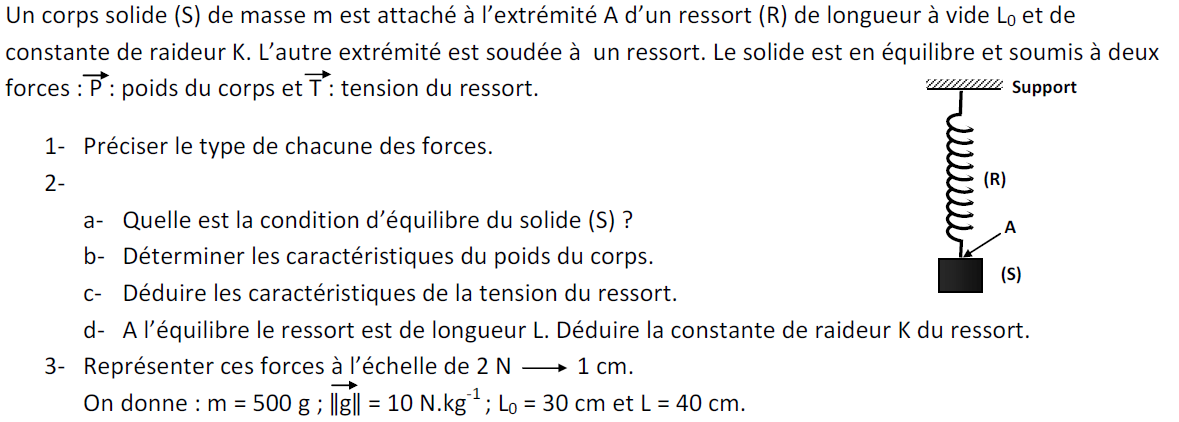 Un corps solide (S) de masse m est attaché à l’extrémité A d’un ressort (R) de longueur à vide L₀ et de
constante de raideur K. L’autre extrémité est soudée à un ressort. Le solide est en équilibre et soumis à deux
forces : P⃗ : poids du corps et T⃗ : tension du ressort.
Support
1- Préciser le type de chacune des forces.
2-
(R)
a- Quelle est la condition d’équilibre du solide (S) ?
A
b- Déterminer les caractéristiques du poids du corps.
(S)
c- Déduire les caractéristiques de la tension du ressort.
d- A l’équilibre le ressort est de longueur L. Déduire la constante de raideur K du ressort.
3- Représenter ces forces à l’échelle de 2 N ⟶ 1 cm.
On donne : m = 500 g ; ||g⃗|| = 10 N.kg⁻¹ ; L₀ = 30 cm et L = 40 cm.